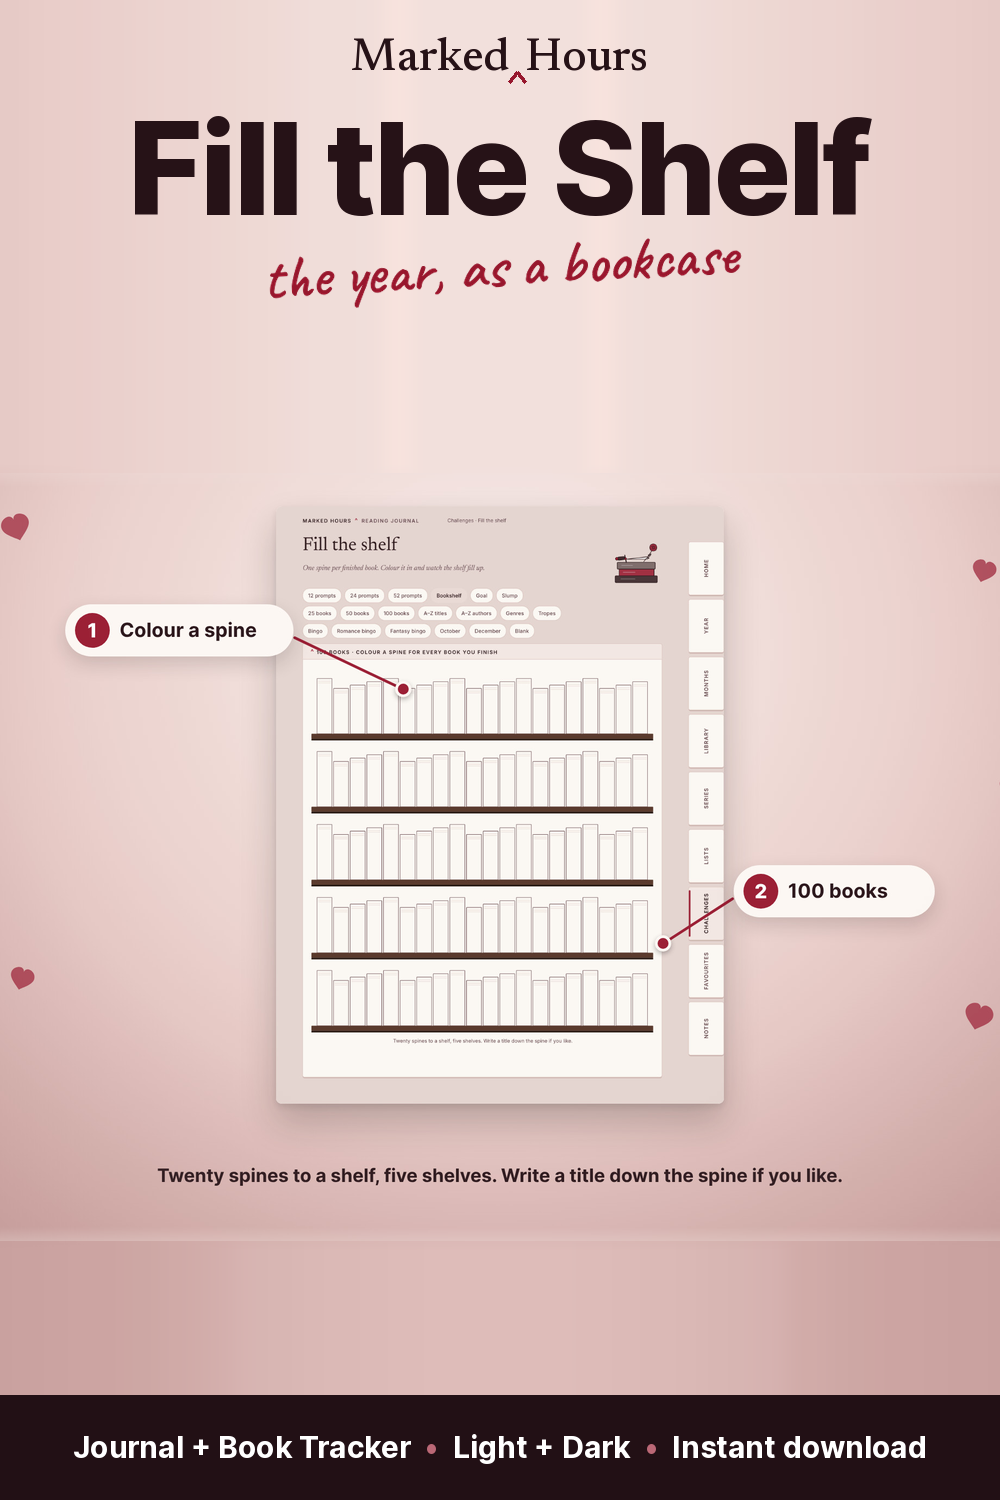 Marked ^ Hours
Fill the Shelf
the year, as a bookcase
MARKED HOURS ^ READING JOURNAL
Challenges · Fill the shelf
Fill the shelf
One spine per finished book. Colour it in and watch the shelf fill up.
12 prompts 24 prompts 52 prompts Bookshelf Goal Slump
25 books 50 books 100 books A–Z titles A–Z authors Genres Tropes
Bingo Romance bingo Fantasy bingo October December Blank
1 Colour a spine
^ 100 BOOKS · COLOUR A SPINE FOR EVERY BOOK YOU FINISH
HOME
YEAR
MONTHS
LIBRARY
SERIES
LISTS
CHALLENGES
FAVOURITES
NOTES
2 100 books
Twenty spines to a shelf, five shelves. Write a title down the spine if you like.
Twenty spines to a shelf, five shelves. Write a title down the spine if you like.
Journal + Book Tracker • Light + Dark • Instant download